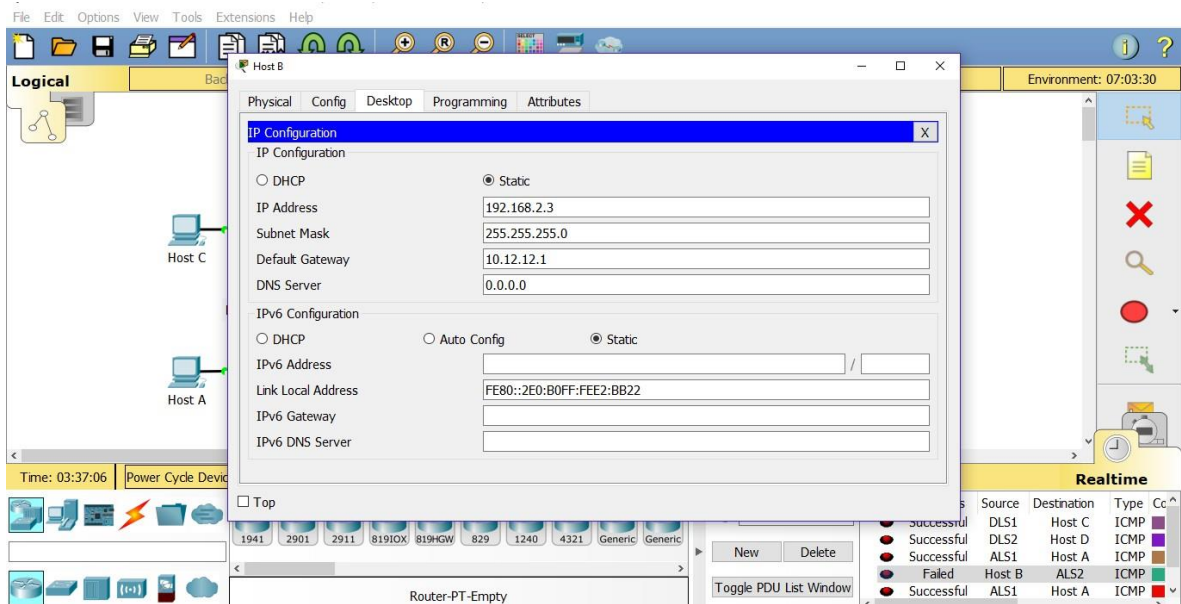 File Edit Options View Tools Extensions Help
Host B
Logical
Environment: 07:03:30
Physical Config Desktop Programming Attributes
IP Configuration X
IP Configuration
DHCP Static
IP Address 192.168.2.3
Subnet Mask 255.255.255.0
Default Gateway 10.12.12.1
DNS Server 0.0.0.0
IPv6 Configuration
DHCP Auto Config Static
IPv6 Address /
Link Local Address FE80::2E0:B0FF:FEE2:BB22
IPv6 Gateway
IPv6 DNS Server
Top
Host C
Host A
Time: 03:37:06 Power Cycle Devic
Realtime
1941 2901 2911 819IOX 819HGW 829 1240 4321 Generic Generic
Router-PT-Empty
New Delete
Toggle PDU List Window
s Source Destination Type
Successful DLS1 Host C ICMP
Successful DLS2 Host D ICMP
Successful ALS1 Host A ICMP
Failed Host B ALS2 ICMP
Successful ALS1 Host A ICMP